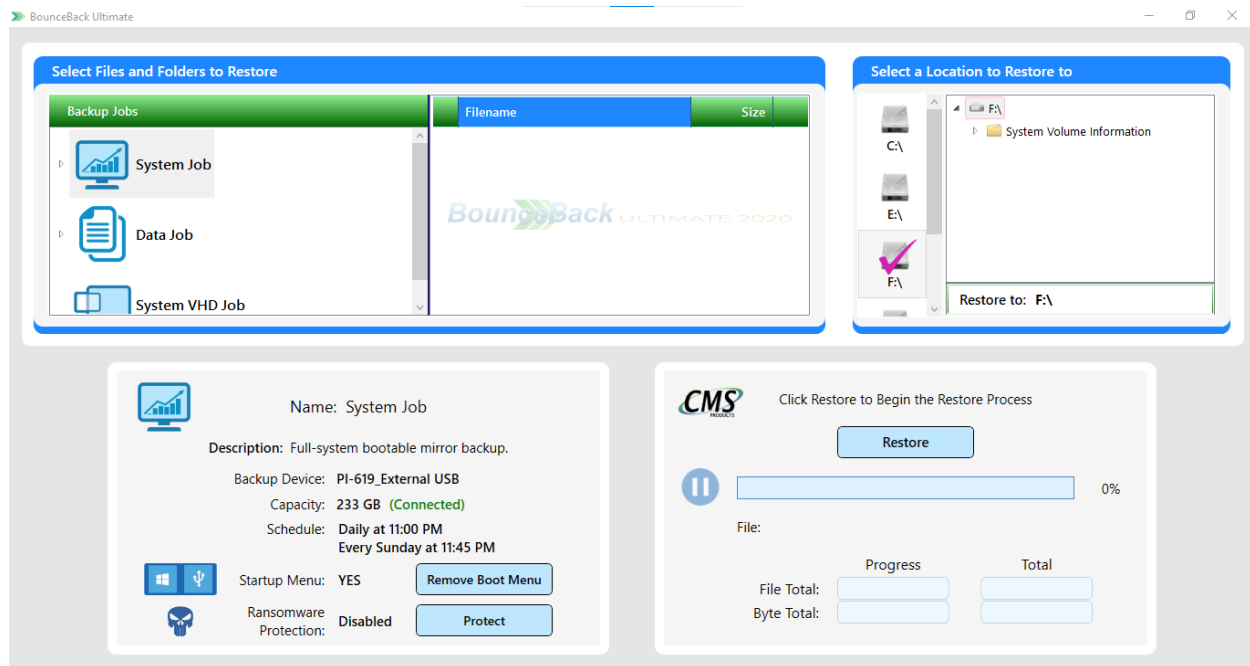 BounceBack Ultimate
Select Files and Folders to Restore
Backup Jobs
Filename
Size
System Job
Data Job
System VHD Job
BounceBack ULTIMATE 2020
Select a Location to Restore to
C:\
E:\
F:\
F:\
System Volume Information
Restore to: F:\
Name: System Job
Description: Full-system bootable mirror backup.
Backup Device: PI-619_External USB
Capacity: 233 GB (Connected)
Schedule: Daily at 11:00 PM
Every Sunday at 11:45 PM
Startup Menu: YES
Remove Boot Menu
Ransomware
Protection: Disabled
Protect
CMS
PRODUCTS
Click Restore to Begin the Restore Process
Restore
0%
File:
Progress Total
File Total:
Byte Total: